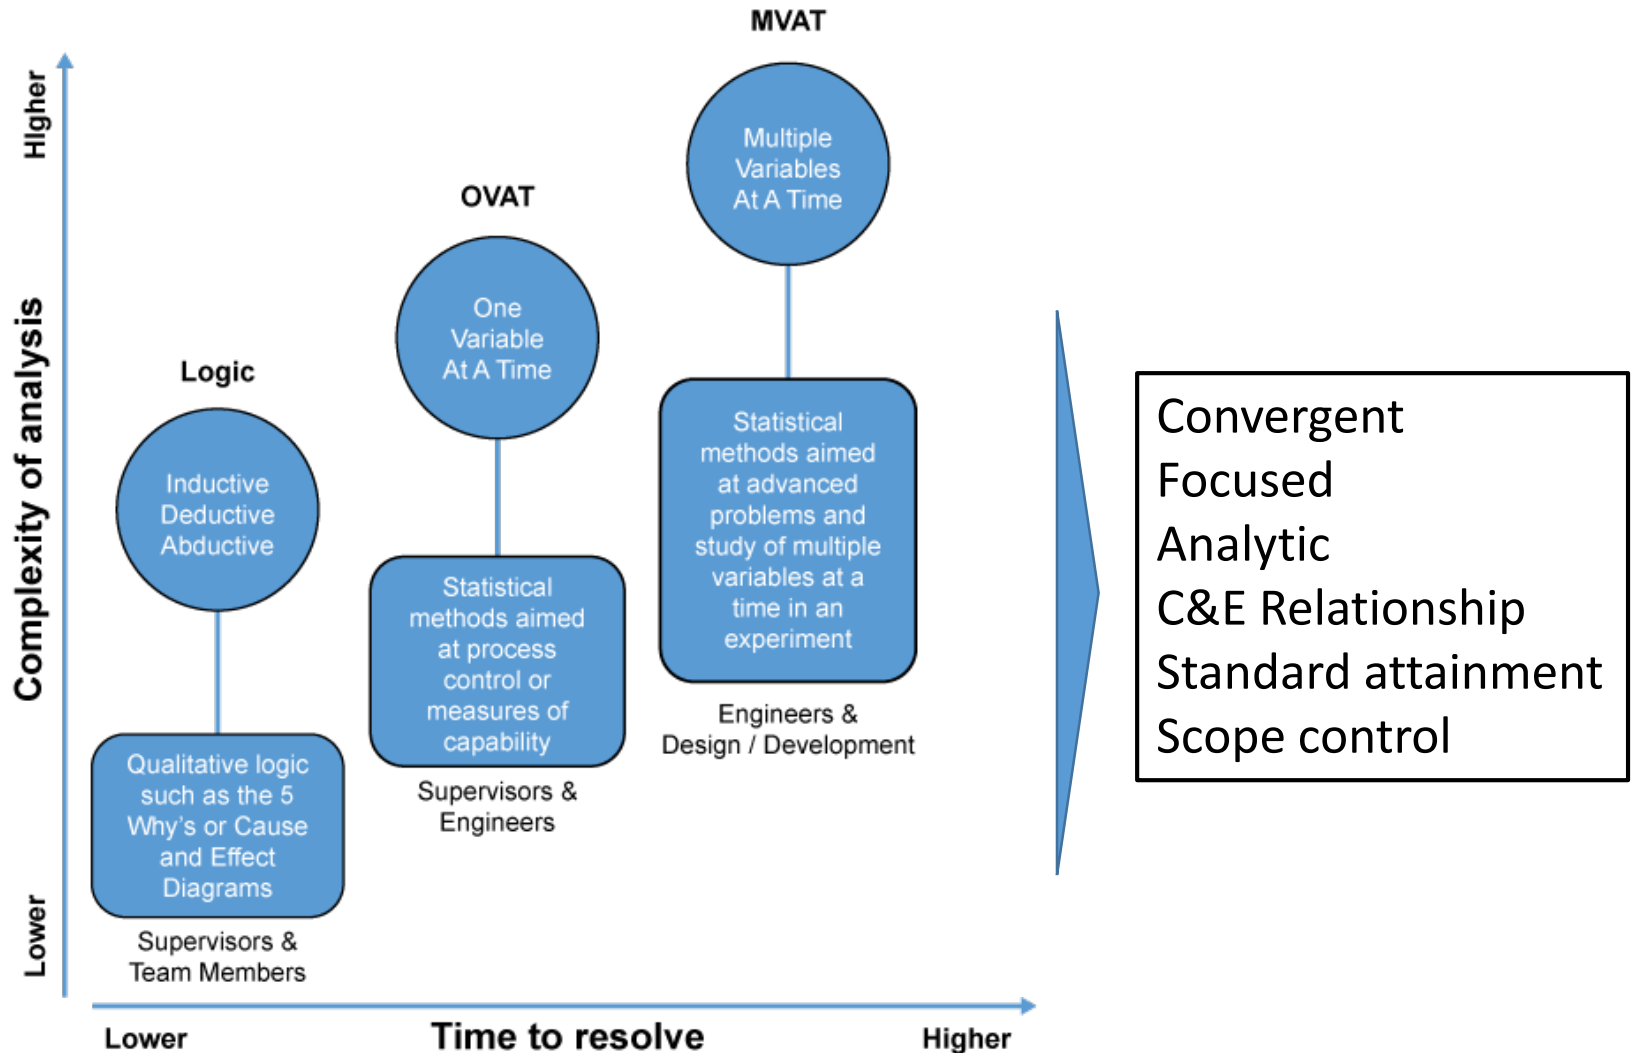 MVAT
Multiple
Variables
At A Time
Statistical
methods aimed
at advanced
problems and
study of multiple
variables at a
time in an
experiment
Engineers &
Design / Development
OVAT
One
Variable
At A Time
Statistical
methods aimed
at process
control or
measures of
capability
Supervisors &
Engineers
Logic
Inductive
Deductive
Abductive
Qualitative logic
such as the 5
Why's or Cause
and Effect
Diagrams
Supervisors &
Team Members
HIgher
Complexity of analysis
Lower
Lower
Time to resolve
Higher
Convergent
Focused
Analytic
C&E Relationship
Standard attainment
Scope control